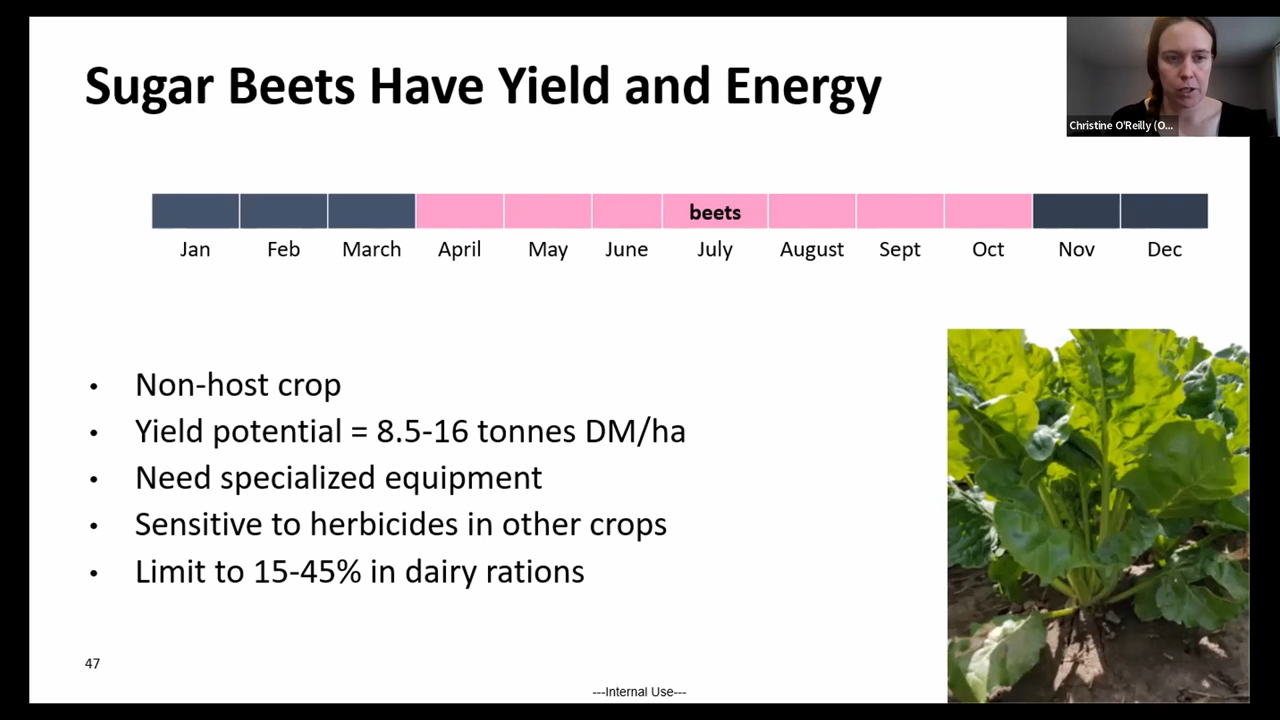 Sugar Beets Have Yield and Energy
Christine O'Reilly (O...
beets
Jan Feb March April May June July August Sept Oct Nov Dec
• Non-host crop
• Yield potential = 8.5-16 tonnes DM/ha
• Need specialized equipment
• Sensitive to herbicides in other crops
• Limit to 15-45% in dairy rations
47
---Internal Use---